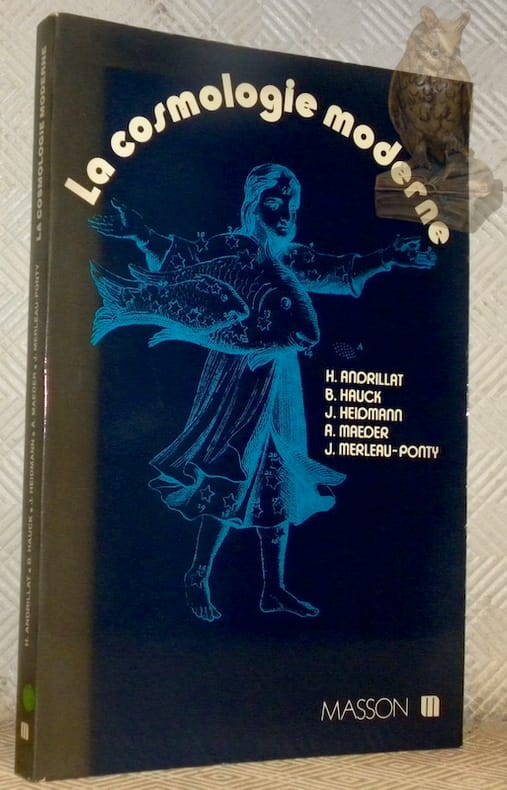 La cosmologie moderne
H. ANDRILLAT
B. HAUCK
J. HEIDMANN
A. MAEDER
J. MERLEAU-PONTY
MASSON
H. ANDRILLAT • B. HAUCK • J. HEIDMANN • A. MAEDER • J. MERLEAU-PONTY LA COSMOLOGIE MODERNE